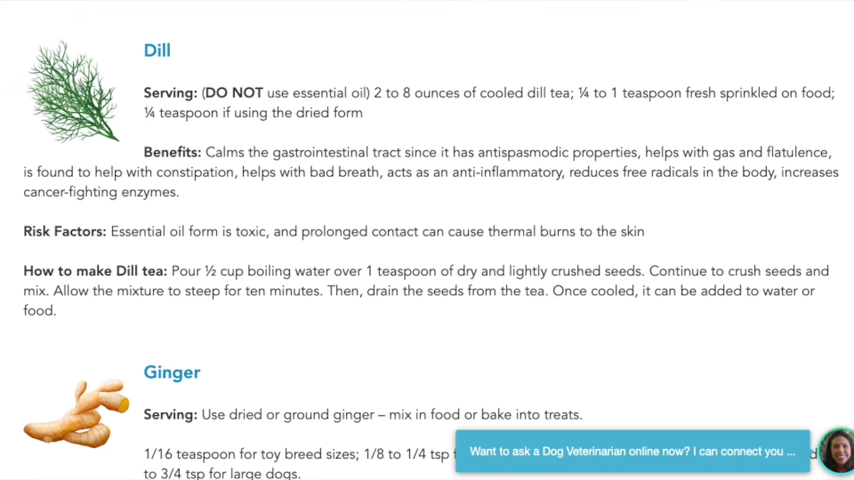 Dill
Serving: (DO NOT use essential oil) 2 to 8 ounces of cooled dill tea; ¼ to 1 teaspoon fresh sprinkled on food;
¼ teaspoon if using the dried form
Benefits: Calms the gastrointestinal tract since it has antispasmodic properties, helps with gas and flatulence,
is found to help with constipation, helps with bad breath, acts as an anti-inflammatory, reduces free radicals in the body, increases
cancer-fighting enzymes.
Risk Factors: Essential oil form is toxic, and prolonged contact can cause thermal burns to the skin
How to make Dill tea: Pour ½ cup boiling water over 1 teaspoon of dry and lightly crushed seeds. Continue to crush seeds and
mix. Allow the mixture to steep for ten minutes. Then, drain the seeds from the tea. Once cooled, it can be added to water or
food.
Ginger
Serving: Use dried or ground ginger – mix in food or bake into treats.
1/16 teaspoon for toy breed sizes; 1/8 to 1/4 tsp
Want to ask a Dog Veterinarian online now? I can connect you ...
to 3/4 tsp for large dogs.